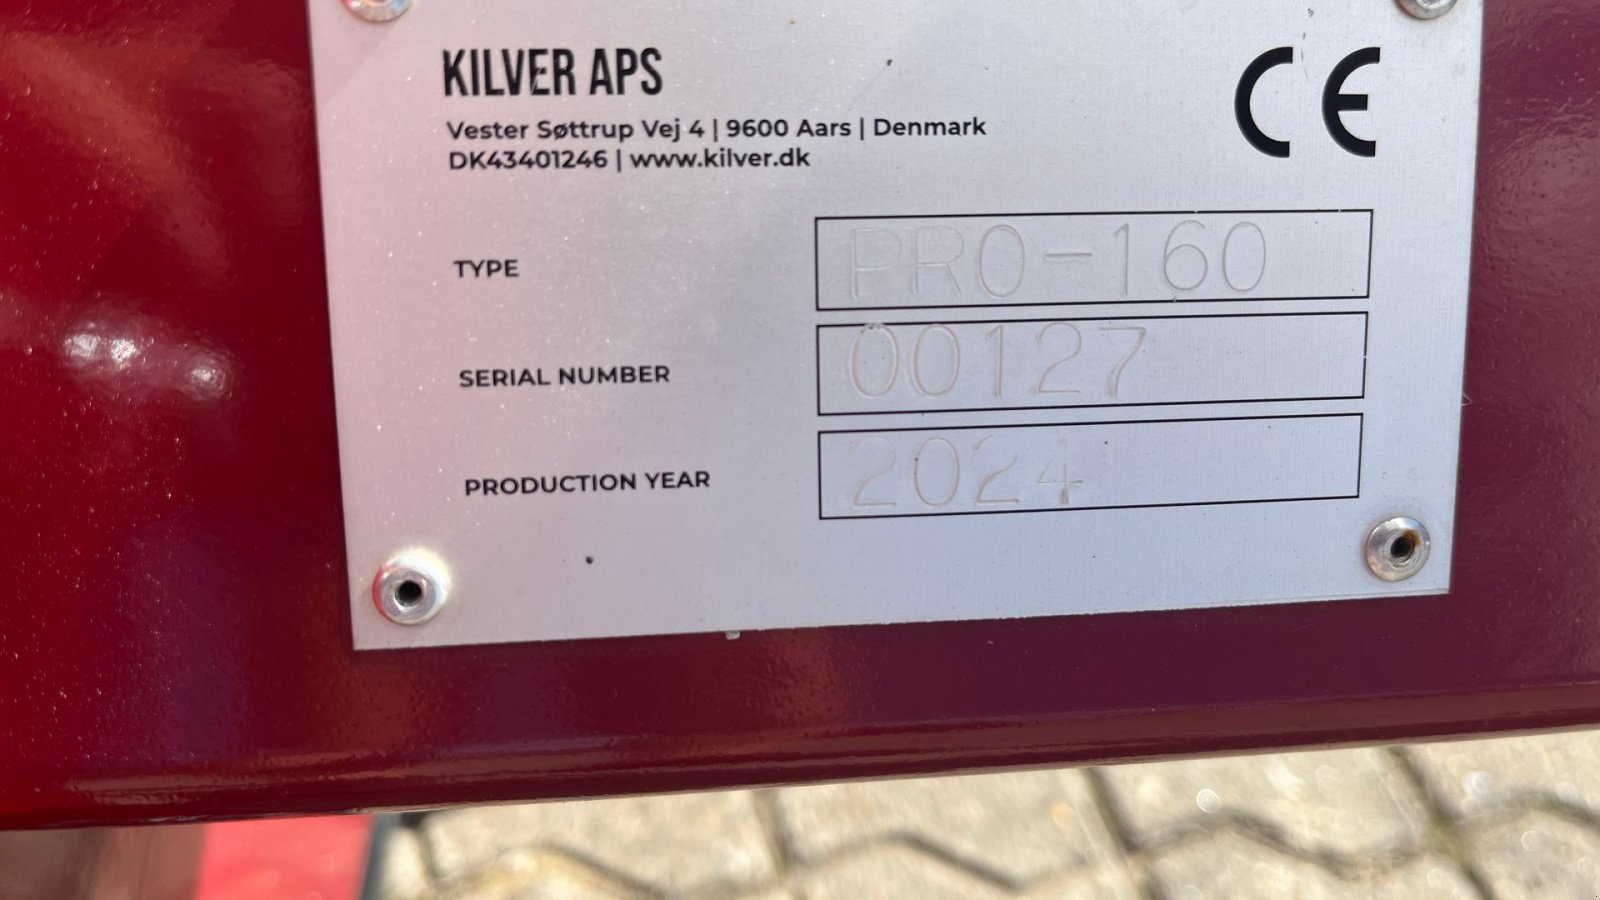 KILVER APS
Vester Søttrup Vej 4 | 9600 Aars | Denmark
DK43401246 | www.kilver.dk
CE
TYPE PRO-160
SERIAL NUMBER 00127
PRODUCTION YEAR 2024